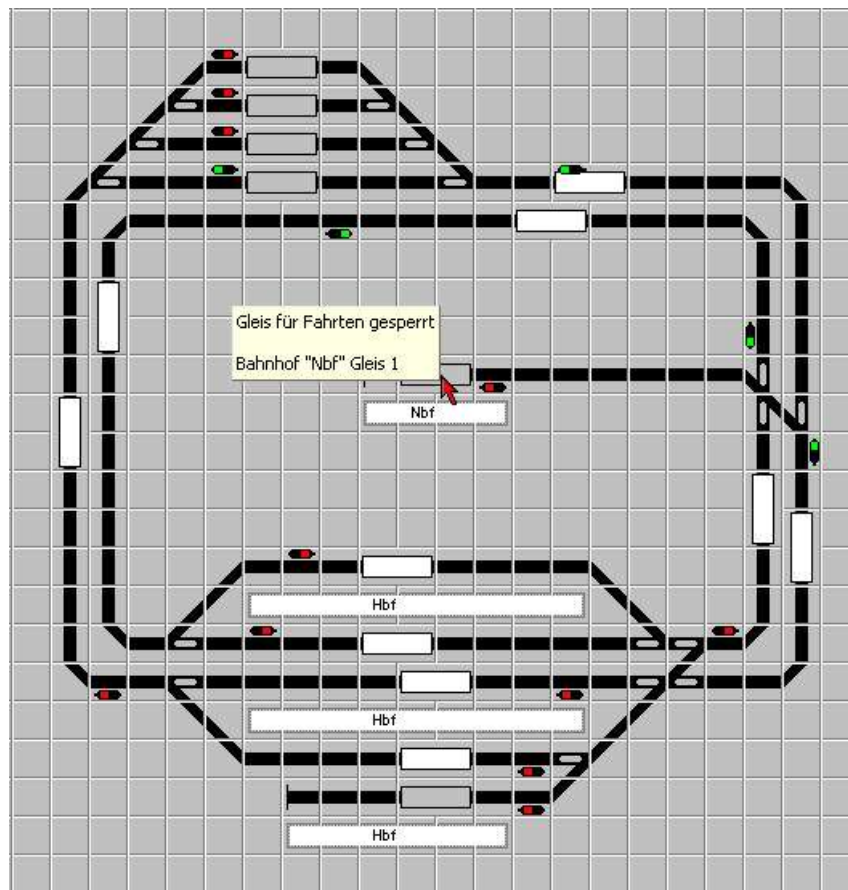 Gleis für Fahrten gesperrt
Bahnhof "Nbf" Gleis 1
Nbf
Hbf
Hbf
Hbf